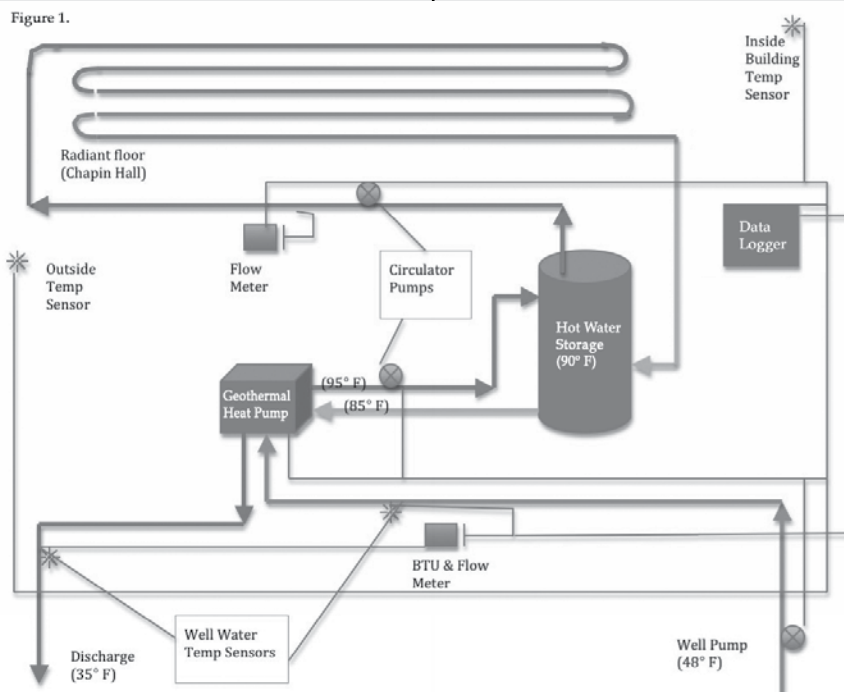 Figure 1.
Inside
Building
Temp
Sensor
Radiant floor
(Chapin Hall)
Data
Logger
Outside
Temp
Sensor
Flow
Meter
Circulator
Pumps
Hot Water
Storage
(90° F)
Geothermal
Heat Pump
(95° F)
(85° F)
BTU & Flow
Meter
Well Water
Temp Sensors
Discharge
(35° F)
Well Pump
(48° F)